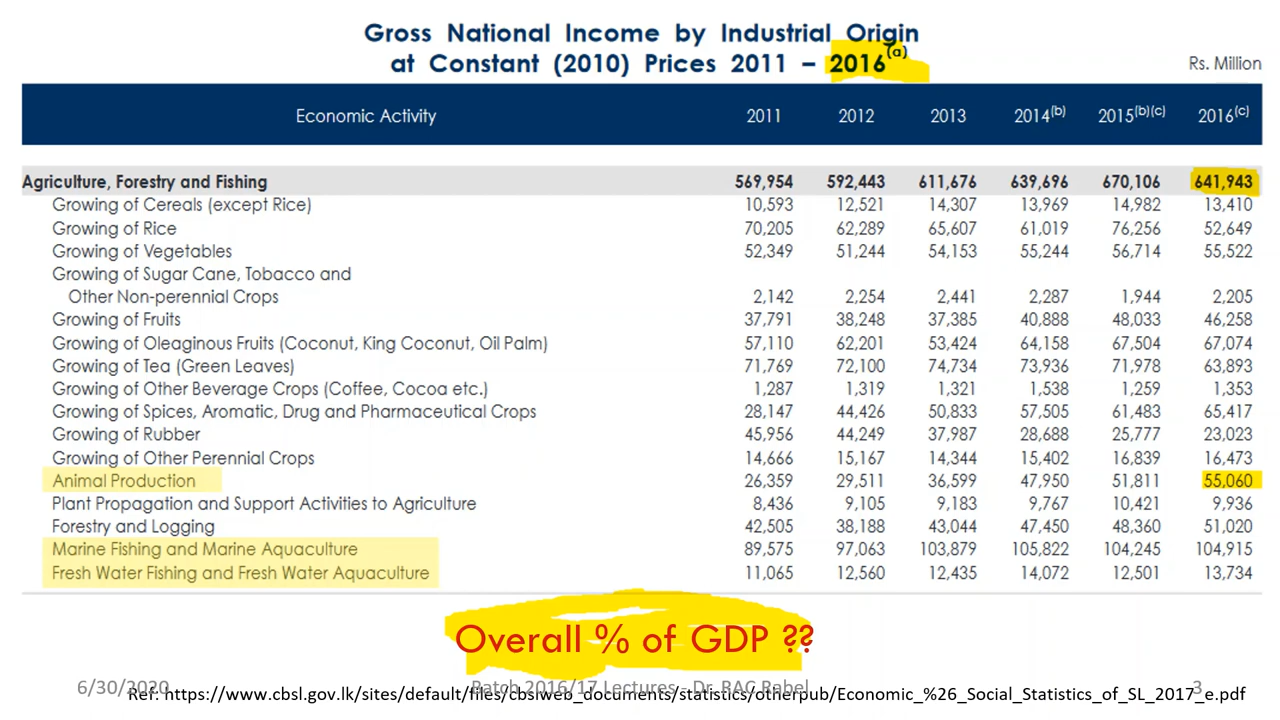 Gross National Income by Industrial Origin
at Constant (2010) Prices 2011 – 2016(a)
Rs. Million
Economic Activity 2011 2012 2013 2014(b) 2015(b)(c) 2016(c)
Agriculture, Forestry and Fishing 569,954 592,443 611,676 639,696 670,106 641,943
Growing of Cereals (except Rice) 10,593 12,521 14,307 13,969 14,982 13,410
Growing of Rice 70,205 62,289 65,607 61,019 76,256 52,649
Growing of Vegetables 52,349 51,244 54,153 55,244 56,714 55,522
Growing of Sugar Cane, Tobacco and
Other Non-perennial Crops 2,142 2,254 2,441 2,287 1,944 2,205
Growing of Fruits 37,791 38,248 37,385 40,888 48,033 46,258
Growing of Oleaginous Fruits (Coconut, King Coconut, Oil Palm) 57,110 62,201 53,424 64,158 67,504 67,074
Growing of Tea (Green Leaves) 71,769 72,100 74,734 73,936 71,978 63,893
Growing of Other Beverage Crops (Coffee, Cocoa etc.) 1,287 1,319 1,321 1,538 1,259 1,353
Growing of Spices, Aromatic, Drug and Pharmaceutical Crops 28,147 44,426 50,833 57,505 61,483 65,417
Growing of Rubber 45,956 44,249 37,987 28,688 25,777 23,023
Growing of Other Perennial Crops 14,666 15,167 14,344 15,402 16,839 16,473
Animal Production 26,359 29,511 36,599 47,950 51,811 55,060
Plant Propagation and Support Activities to Agriculture 8,436 9,105 9,183 9,767 10,421 9,936
Forestry and Logging 42,505 38,188 43,044 47,450 48,360 51,020
Marine Fishing and Marine Aquaculture 89,575 97,063 103,879 105,822 104,245 104,915
Fresh Water Fishing and Fresh Water Aquaculture 11,065 12,560 12,435 14,072 12,501 13,734
Overall % of GDP ??
6/30/2020 Batch 2016/17 Lectures - Dr. RAC Rabel 3
Ref: https://www.cbsl.gov.lk/sites/default/files/cbslweb_documents/statistics/otherpub/Economic_%26_Social_Statistics_of_SL_2017_e.pdf